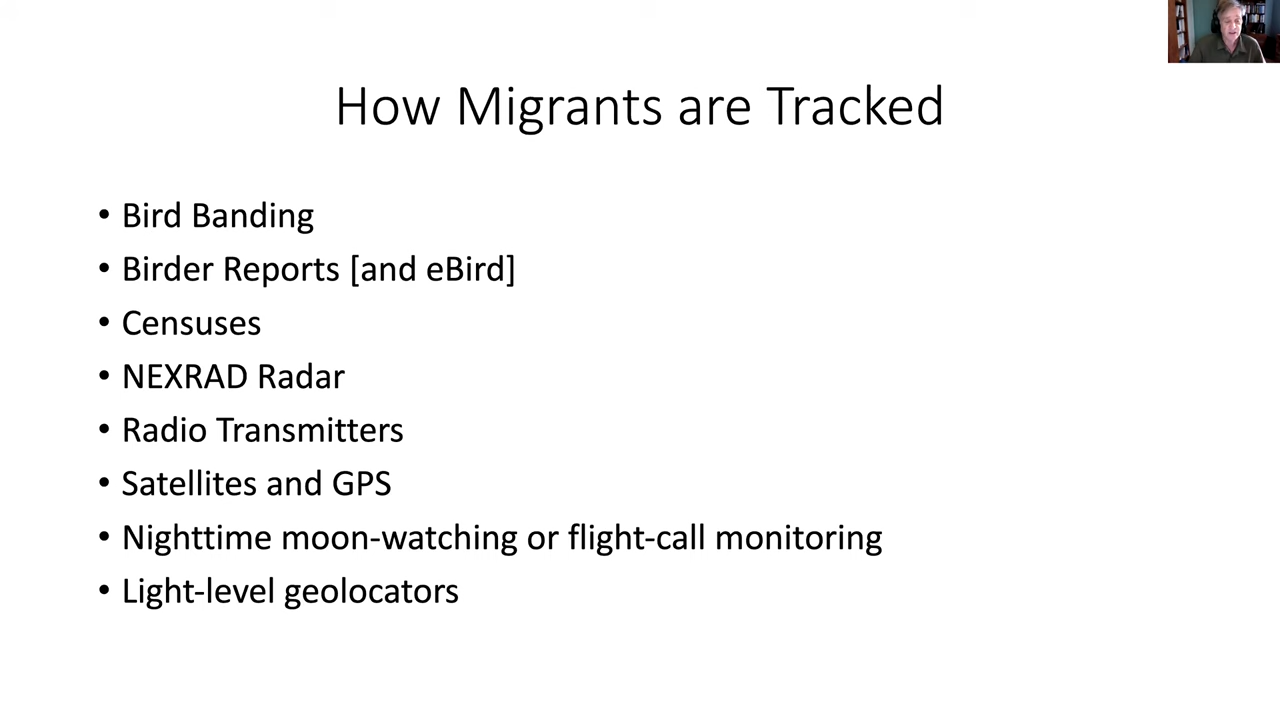 How Migrants are Tracked
• Bird Banding
• Birder Reports [and eBird]
• Censuses
• NEXRAD Radar
• Radio Transmitters
• Satellites and GPS
• Nighttime moon-watching or flight-call monitoring
• Light-level geolocators